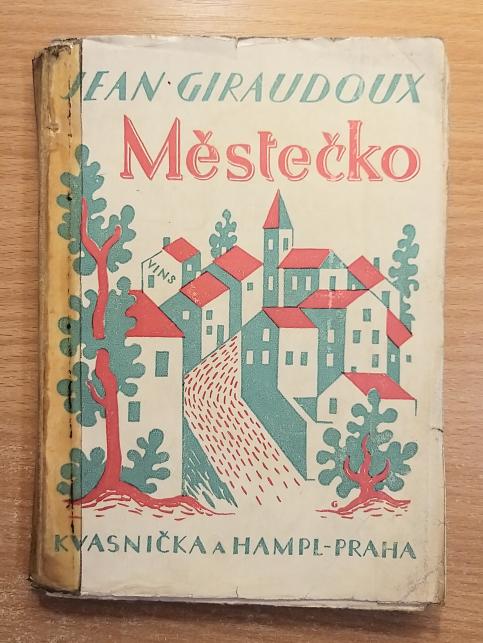 JEAN GIRAUDOUX
Městečko
VINS
G
KVASNIČKA A HAMPL-PRAHA